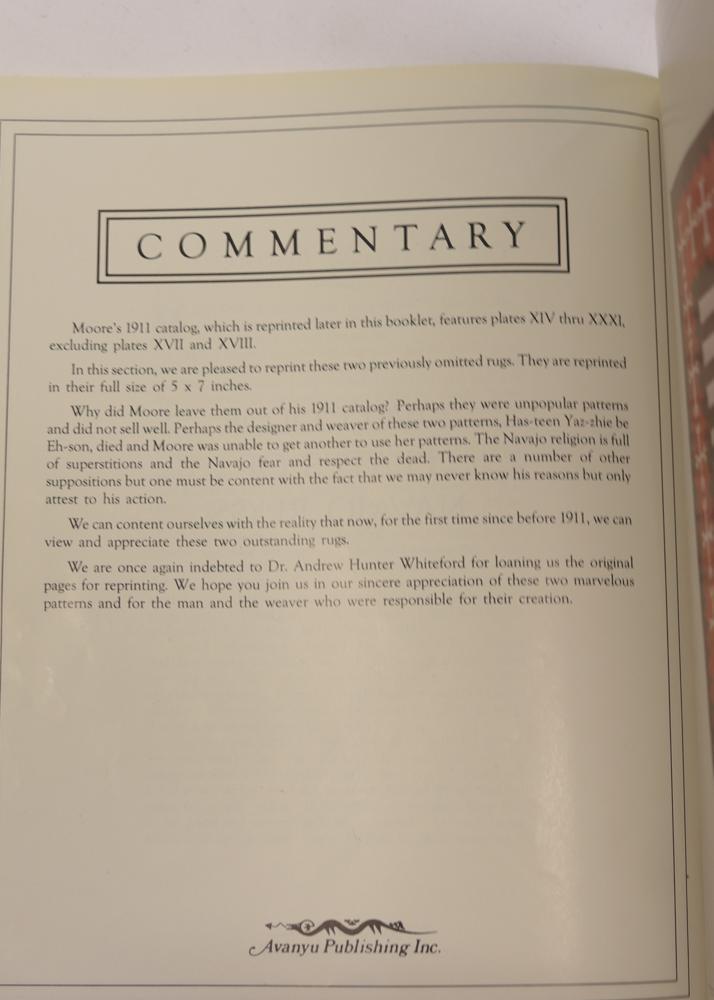 COMMENTARY
Moore's 1911 catalog, which is reprinted later in this booklet, features plates XIV thru XXXI,
excluding plates XVII and XVIII.
In this section, we are pleased to reprint these two previously omitted rugs. They are reprinted
in their full size of 5 x 7 inches.
Why did Moore leave them out of his 1911 catalog? Perhaps they were unpopular patterns
and did not sell well. Perhaps the designer and weaver of these two patterns, Has-teen Yaz-zhie be
Eh-son, died and Moore was unable to get another to use her patterns. The Navajo religion is full
of superstitions and the Navajo fear and respect the dead. There are a number of other
suppositions but one must be content with the fact that we may never know his reasons but only
attest to his action.
We can content ourselves with the reality that now, for the first time since before 1911, we can
view and appreciate these two outstanding rugs.
We are once again indebted to Dr. Andrew Hunter Whiteford for loaning us the original
pages for reprinting. We hope you join us in our sincere appreciation of these two marvelous
patterns and for the man and the weaver who were responsible for their creation.
Avanyu Publishing Inc.